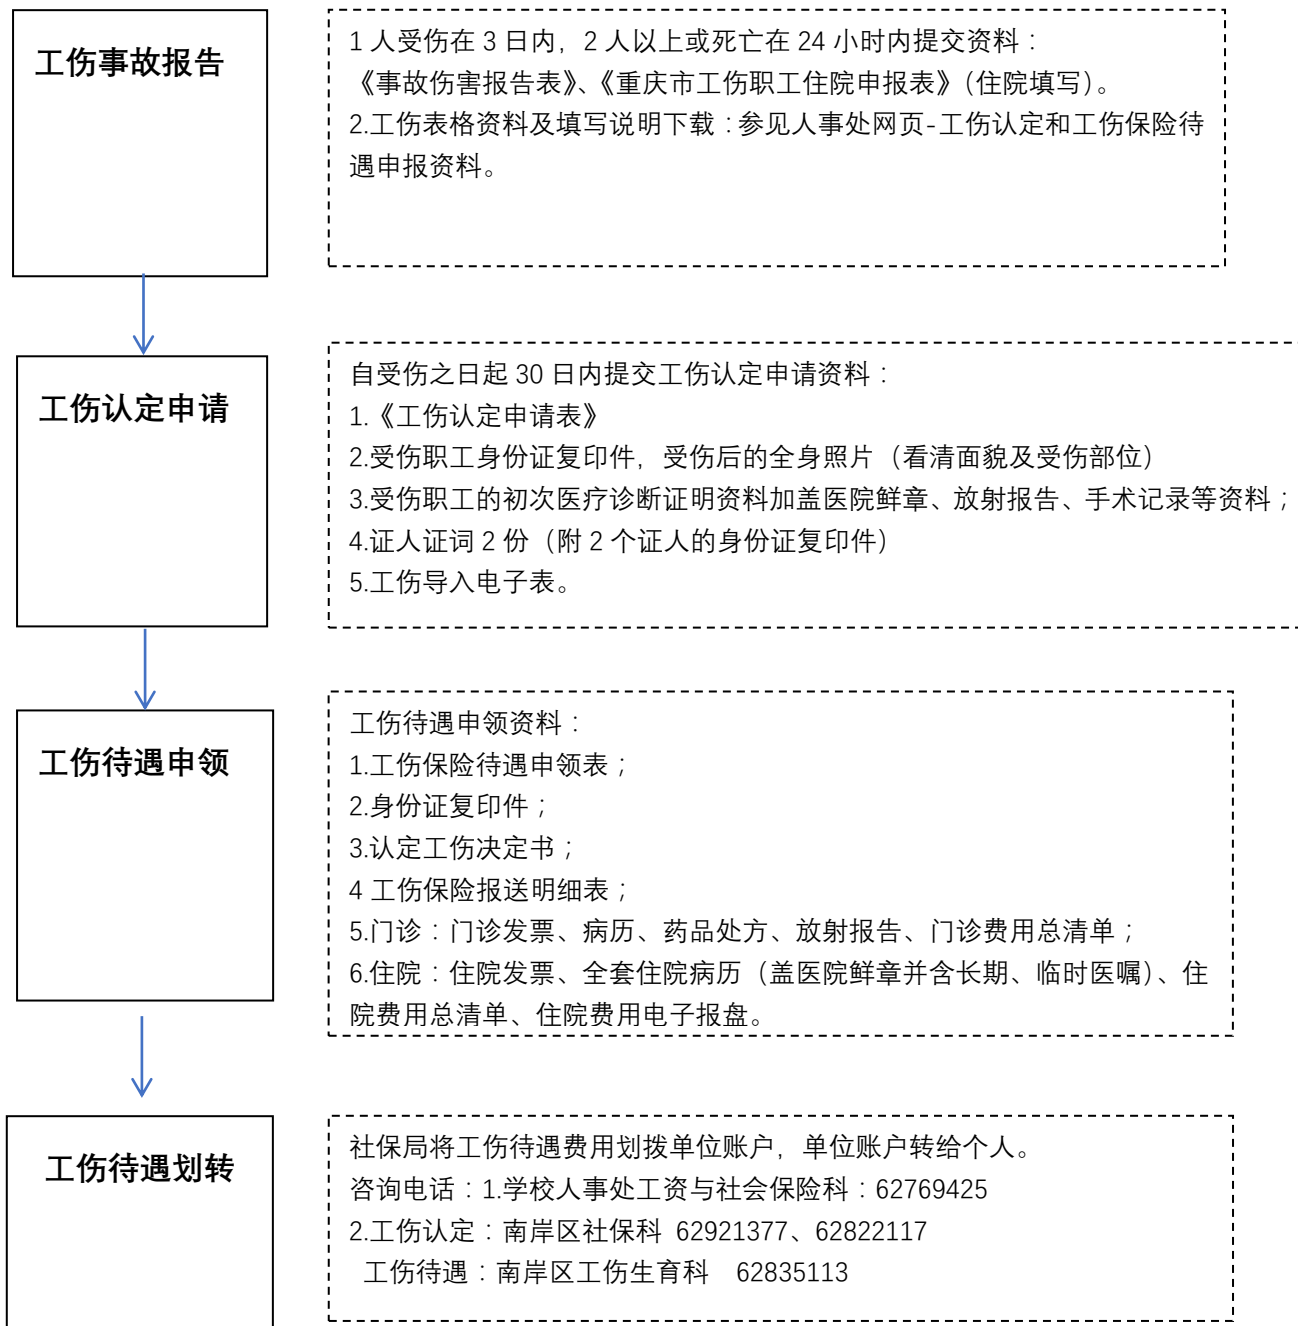 工伤事故报告
1 人受伤在 3 日内，2 人以上或死亡在 24 小时内提交资料：
《事故伤害报告表》、《重庆市工伤职工住院申报表》（住院填写）。
2.工伤表格资料及填写说明下载：参见人事处网页-工伤认定和工伤保险待
遇申报资料。
工伤认定申请
自受伤之日起 30 日内提交工伤认定申请资料：
1.《工伤认定申请表》
2.受伤职工身份证复印件，受伤后的全身照片（看清面貌及受伤部位）
3.受伤职工的初次医疗诊断证明资料加盖医院鲜章、放射报告、手术记录等资料；
4.证人证词 2 份（附 2 个证人的身份证复印件）
5.工伤导入电子表。
工伤待遇申领
工伤待遇申领资料：
1.工伤保险待遇申领表；
2.身份证复印件；
3.认定工伤决定书；
4 工伤保险报送明细表；
5.门诊：门诊发票、病历、药品处方、放射报告、门诊费用总清单；
6.住院：住院发票、全套住院病历（盖医院鲜章并含长期、临时医嘱）、住
院费用总清单、住院费用电子报盘。
工伤待遇划转
社保局将工伤待遇费用划拨单位账户，单位账户转给个人。
咨询电话：1.学校人事处工资与社会保险科：62769425
2.工伤认定：南岸区社保科 62921377、62822117
工伤待遇：南岸区工伤生育科 62835113